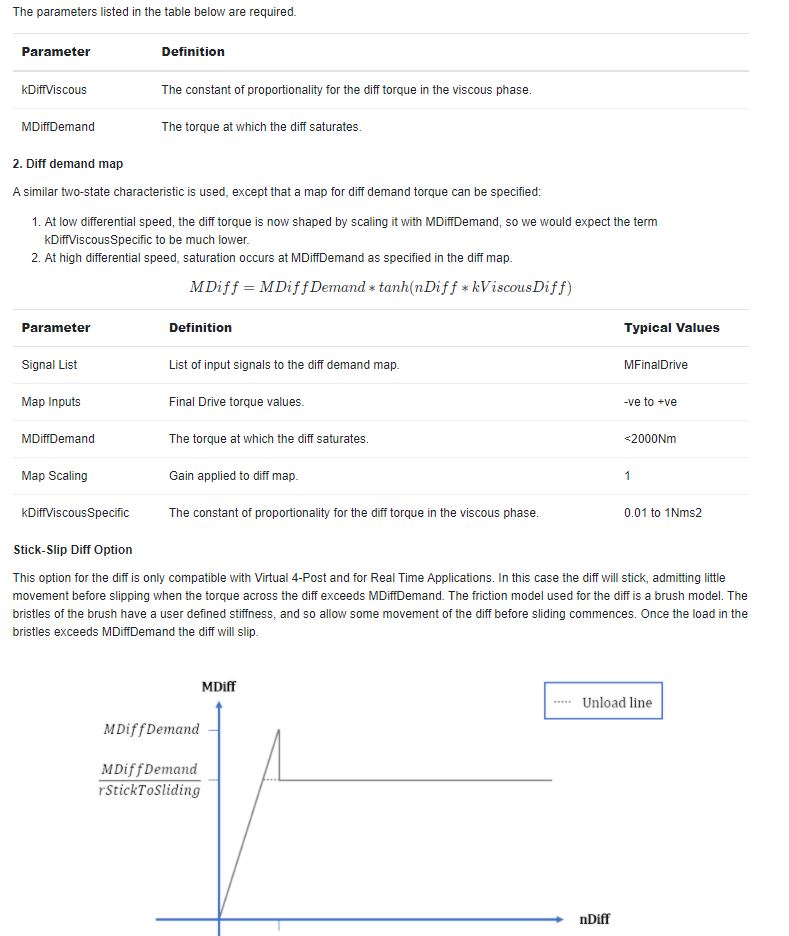 The parameters listed in the table below are required.
Parameter Definition
kDiffViscous The constant of proportionality for the diff torque in the viscous phase.
MDiffDemand The torque at which the diff saturates.
2. Diff demand map
A similar two-state characteristic is used, except that a map for diff demand torque can be specified:
1. At low differential speed, the diff torque is now shaped by scaling it with MDiffDemand, so we would expect the term
kDiffViscousSpecific to be much lower.
2. At high differential speed, saturation occurs at MDiffDemand as specified in the diff map.
MDiff = MDiffDemand * tanh(nDiff * kViscousDiff)
Parameter Definition Typical Values
Signal List List of input signals to the diff demand map. MFinalDrive
Map Inputs Final Drive torque values. -ve to +ve
MDiffDemand The torque at which the diff saturates. <2000Nm
Map Scaling Gain applied to diff map. 1
kDiffViscousSpecific The constant of proportionality for the diff torque in the viscous phase. 0.01 to 1Nms2
Stick-Slip Diff Option
This option for the diff is only compatible with Virtual 4-Post and for Real Time Applications. In this case the diff will stick, admitting little
movement before slipping when the torque across the diff exceeds MDiffDemand. The friction model used for the diff is a brush model. The
bristles of the brush have a user defined stiffness, and so allow some movement of the diff before sliding commences. Once the load in the
bristles exceeds MDiffDemand the diff will slip.
MDiff
Unload line
MDiffDemand
MDiffDemand
rStickToSliding
nDiff